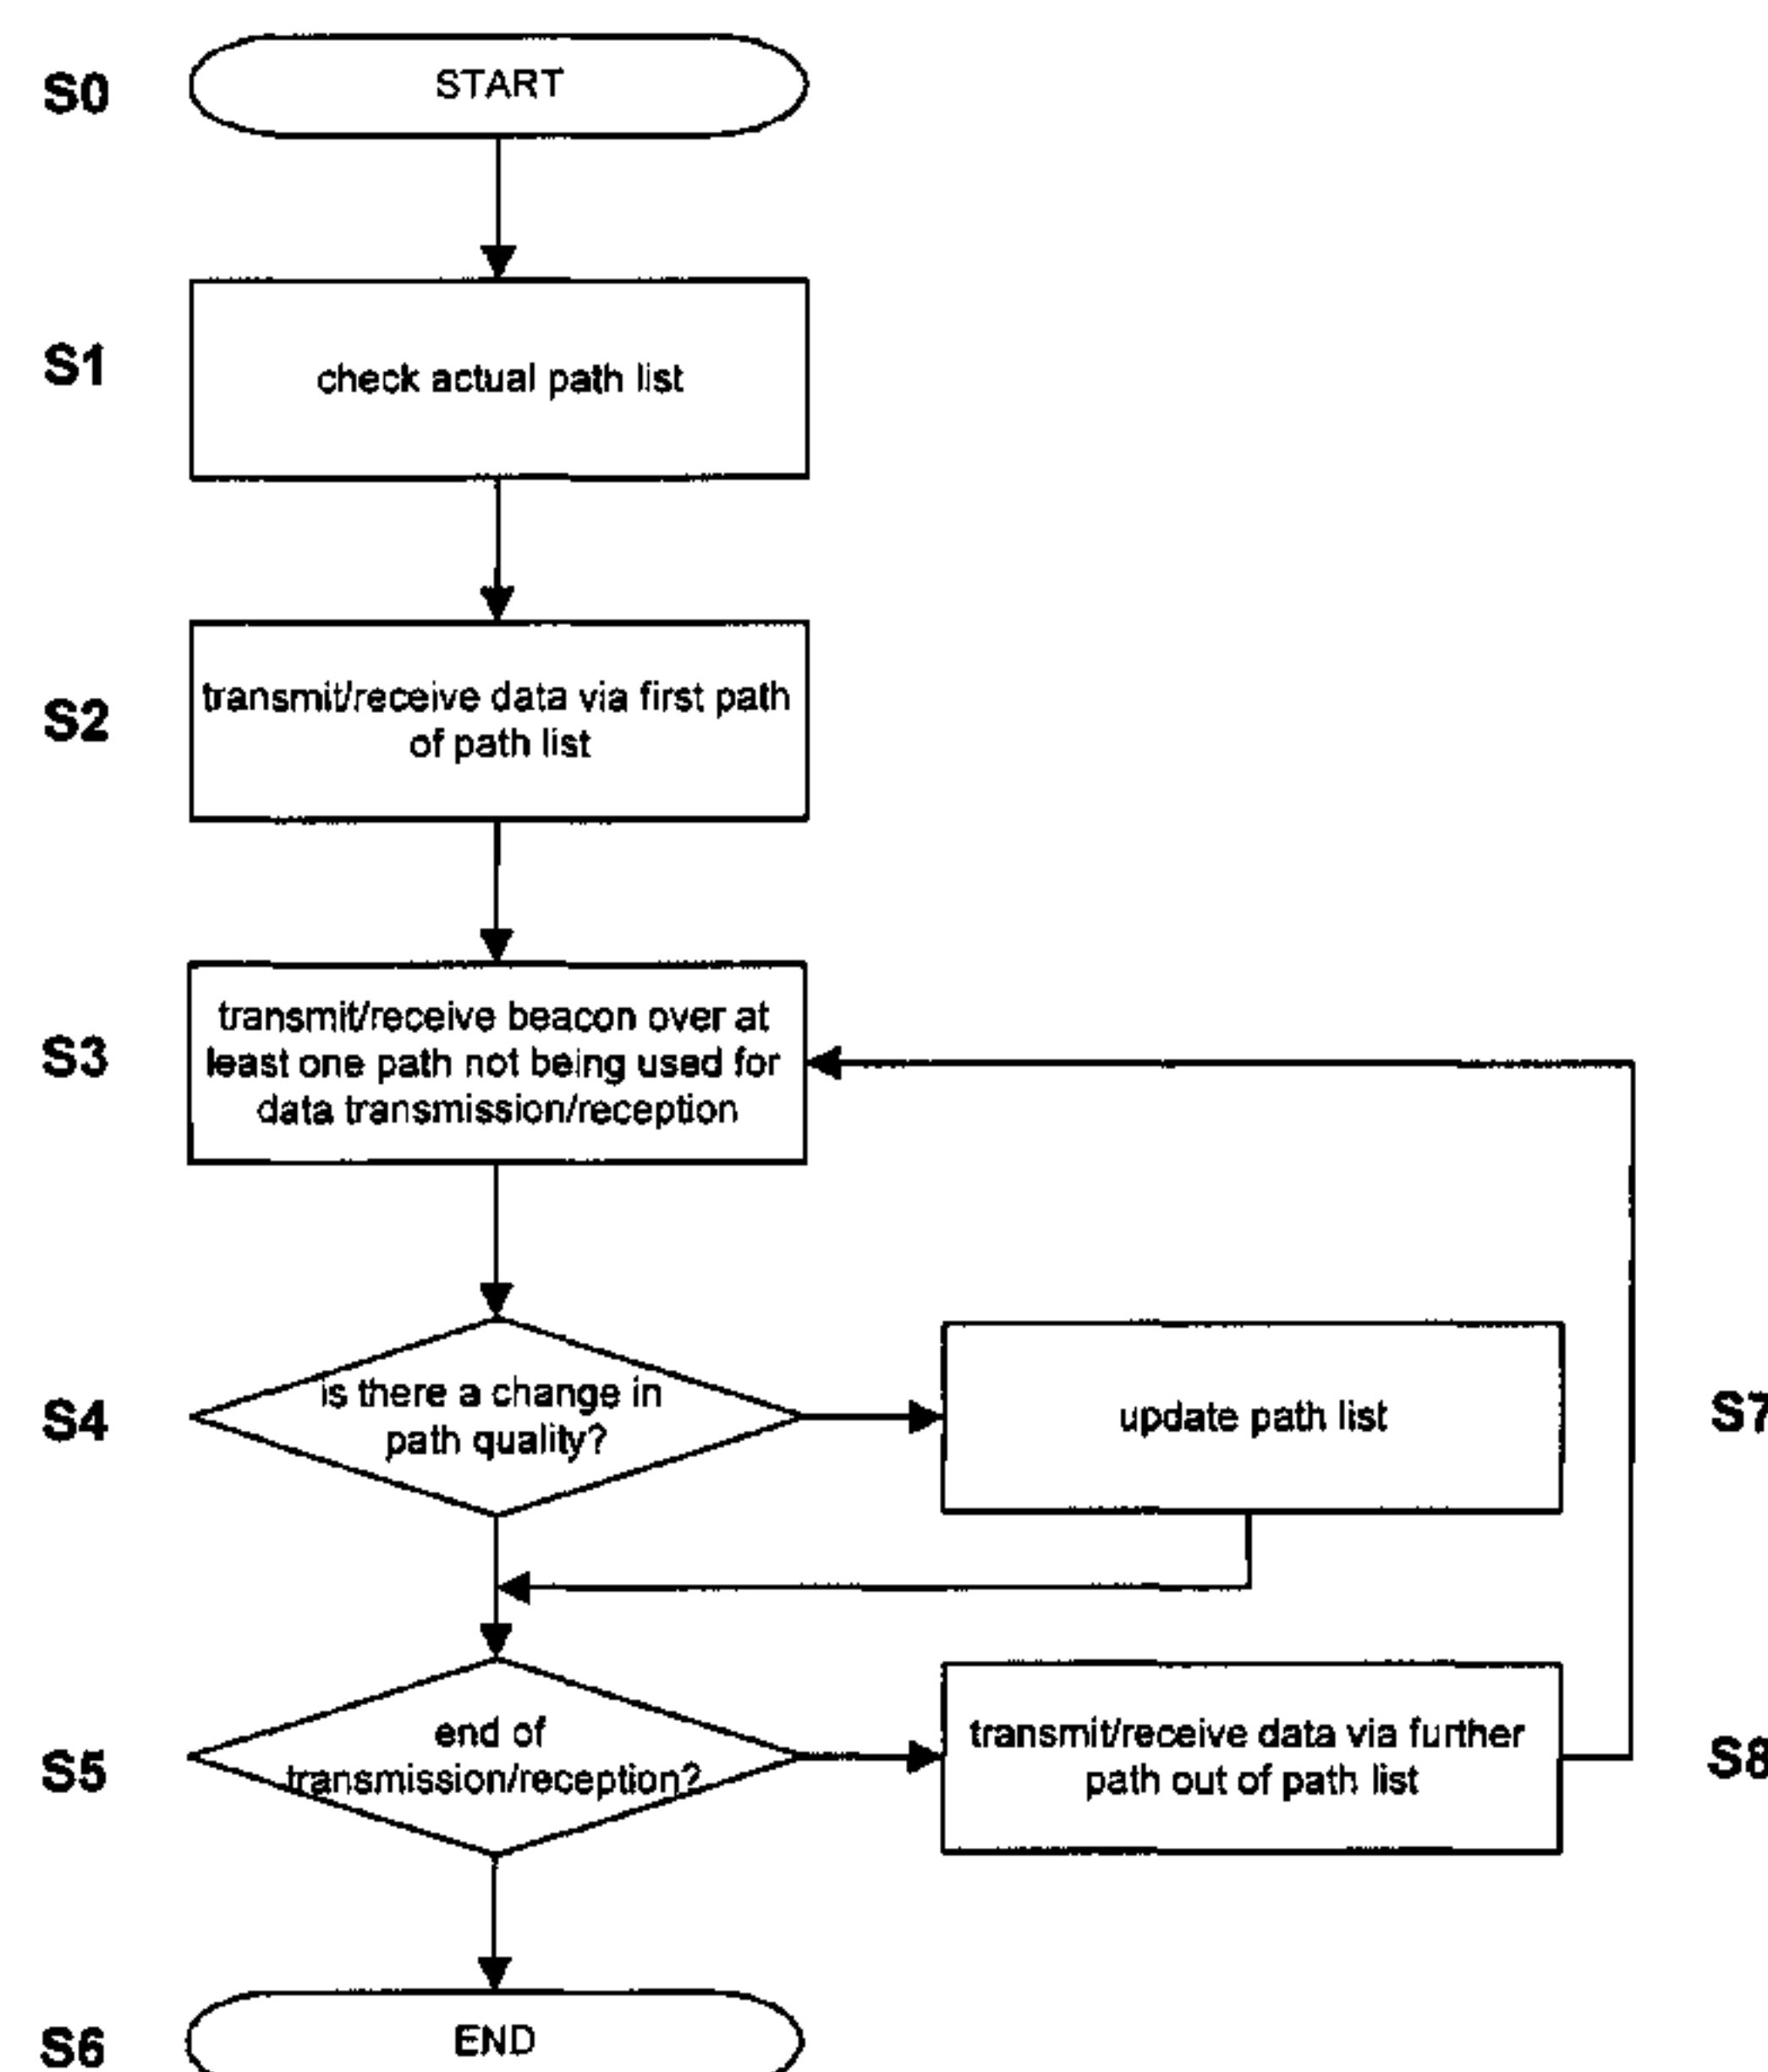 S0
START
S1
check actual path list
S2
transmit/receive data via first path
of path list
S3
transmit/receive beacon over at
least one path not being used for
data transmission/reception
S4
is there a change in
path quality?
update path list
S7
S5
end of
transmission/reception?
transmit/receive data via further
path out of path list
S8
S6
END